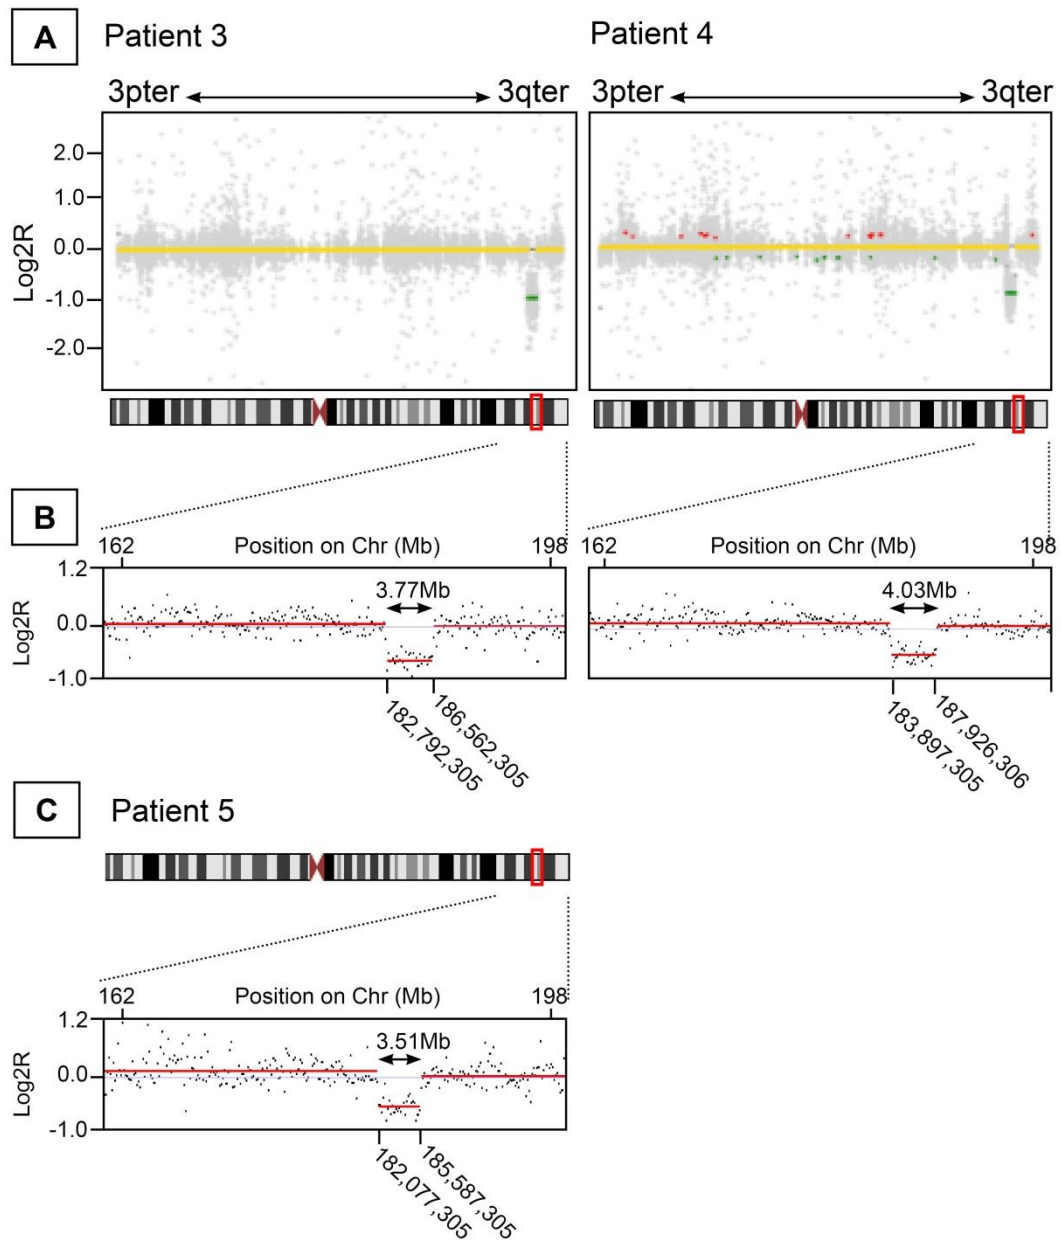 A Patient 3 Patient 4
3pter 3qter 3pter 3qter
2.0
1.0
0.0
-1.0
-2.0
Log2R
B
162 Position on Chr (Mb) 198 162 Position on Chr (Mb) 198
1.2
0.0
-1.0
Log2R
3.77Mb 4.03Mb
182,792,305
186,562,305
183,897,305
187,926,306
C Patient 5
162 Position on Chr (Mb) 198
1.2
0.0
-1.0
Log2R
3.51Mb
182,077,305
185,587,305